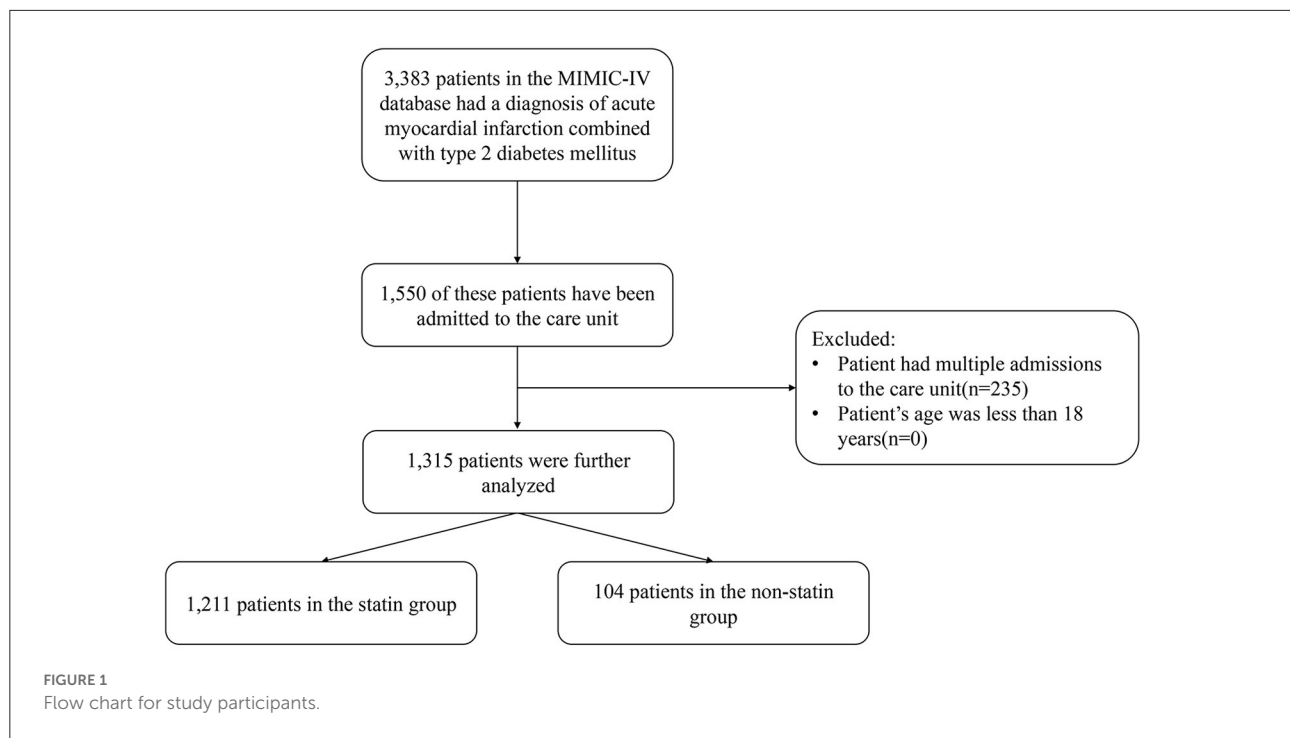 3,383 patients in the MIMIC-IV
database had a diagnosis of acute
myocardial infarction combined
with type 2 diabetes mellitus
1,550 of these patients have been
admitted to the care unit
Excluded:
• Patient had multiple admissions
to the care unit(n=235)
• Patient's age was less than 18
years(n=0)
1,315 patients were further
analyzed
1,211 patients in the statin group
104 patients in the non-statin
group
FIGURE 1
Flow chart for study participants.